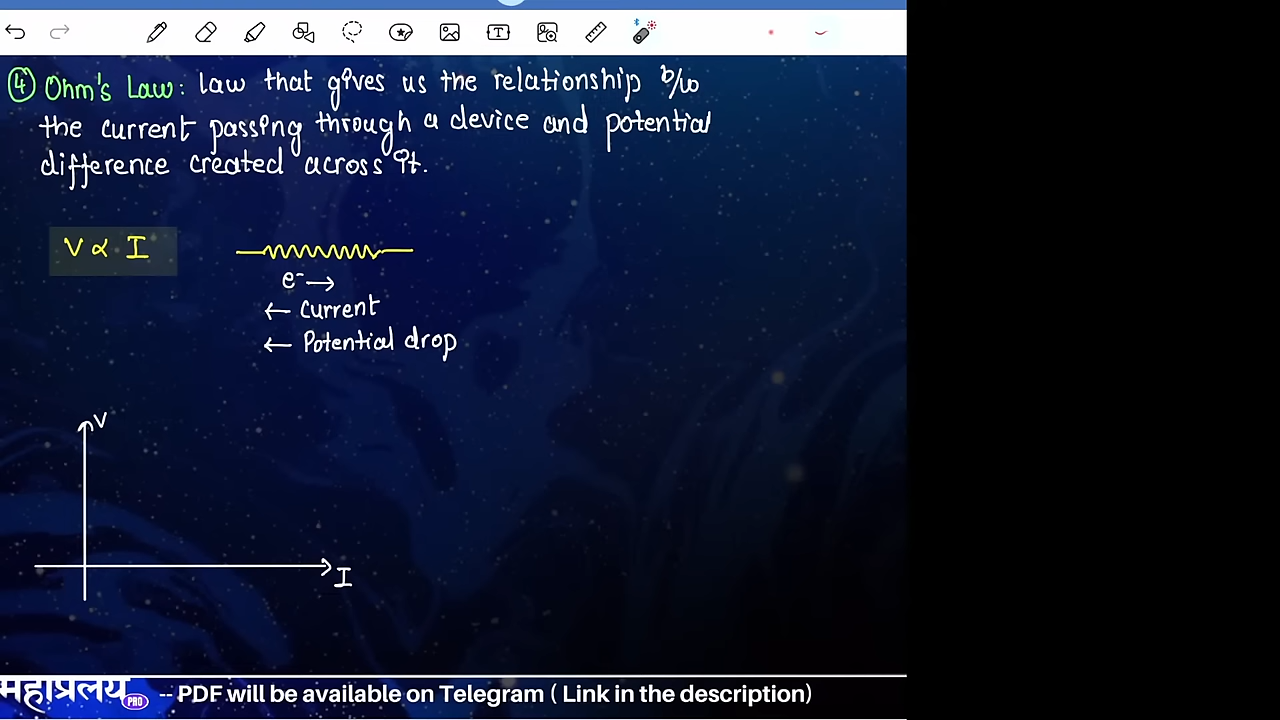 ④ Ohm's Law: law that gives us the relationship b/w
the current passing through a device and potential
difference created across it.
V ∝ I
e⁻ →
← Current
← Potential drop
V
I
महाप्रलय PRO -- PDF will be available on Telegram ( Link in the description)